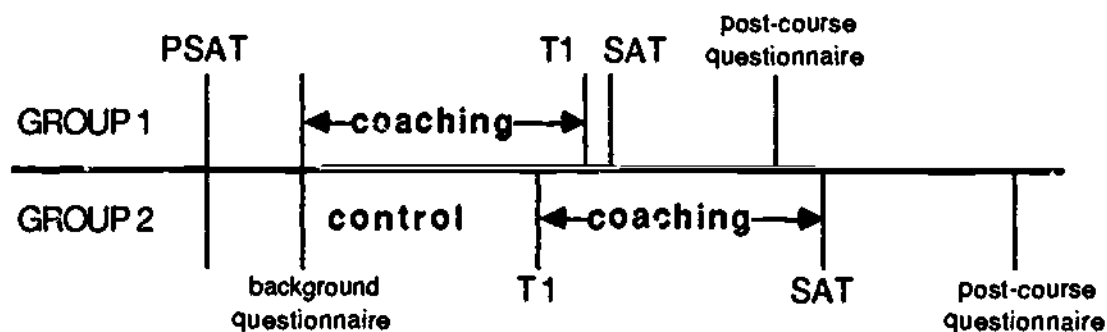 post-course
PSAT T1 SAT questionnaire
GROUP 1 coaching
GROUP 2 control coaching
background T1 SAT post-course
questionnaire questionnaire